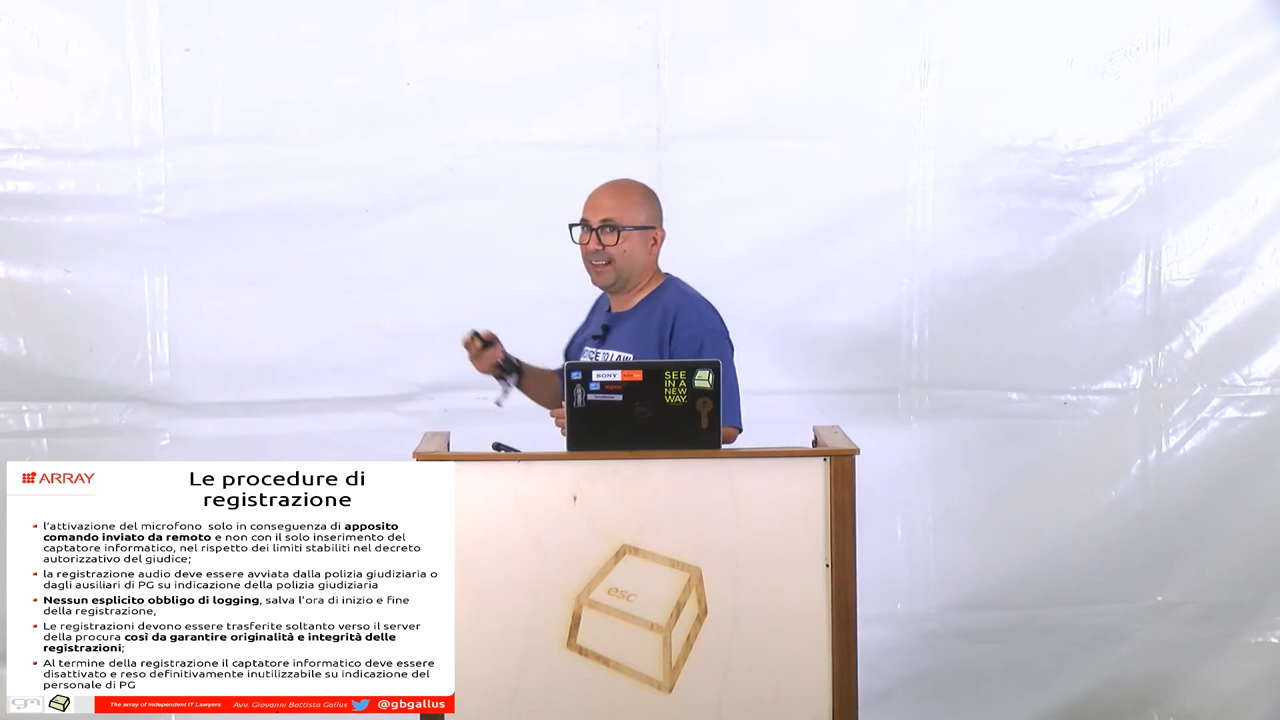 CE TO LAW
SONY
SEE
IN A
NEW
WAY.
esc
ARRAY
Le procedure di
registrazione
l'attivazione del microfono solo in conseguenza di apposito
comando inviato da remoto e non con il solo inserimento del
captatore informatico, nel rispetto dei limiti stabiliti nel decreto
autorizzativo del giudice;
la registrazione audio deve essere avviata dalla polizia giudiziaria o
dagli ausiliari di PG su indicazione della polizia giudiziaria
Nessun esplicito obbligo di logging, salva l'ora di inizio e fine
della registrazione,
Le registrazioni devono essere trasferite soltanto verso il server
della procura così da garantire originalità e integrità delle
registrazioni;
Al termine della registrazione il captatore informatico deve essere
disattivato e reso definitivamente inutilizzabile su indicazione del
personale di PG
The array of independent IT Lawyers
Avv. Giovanni Battista Gallus
@gbgallus